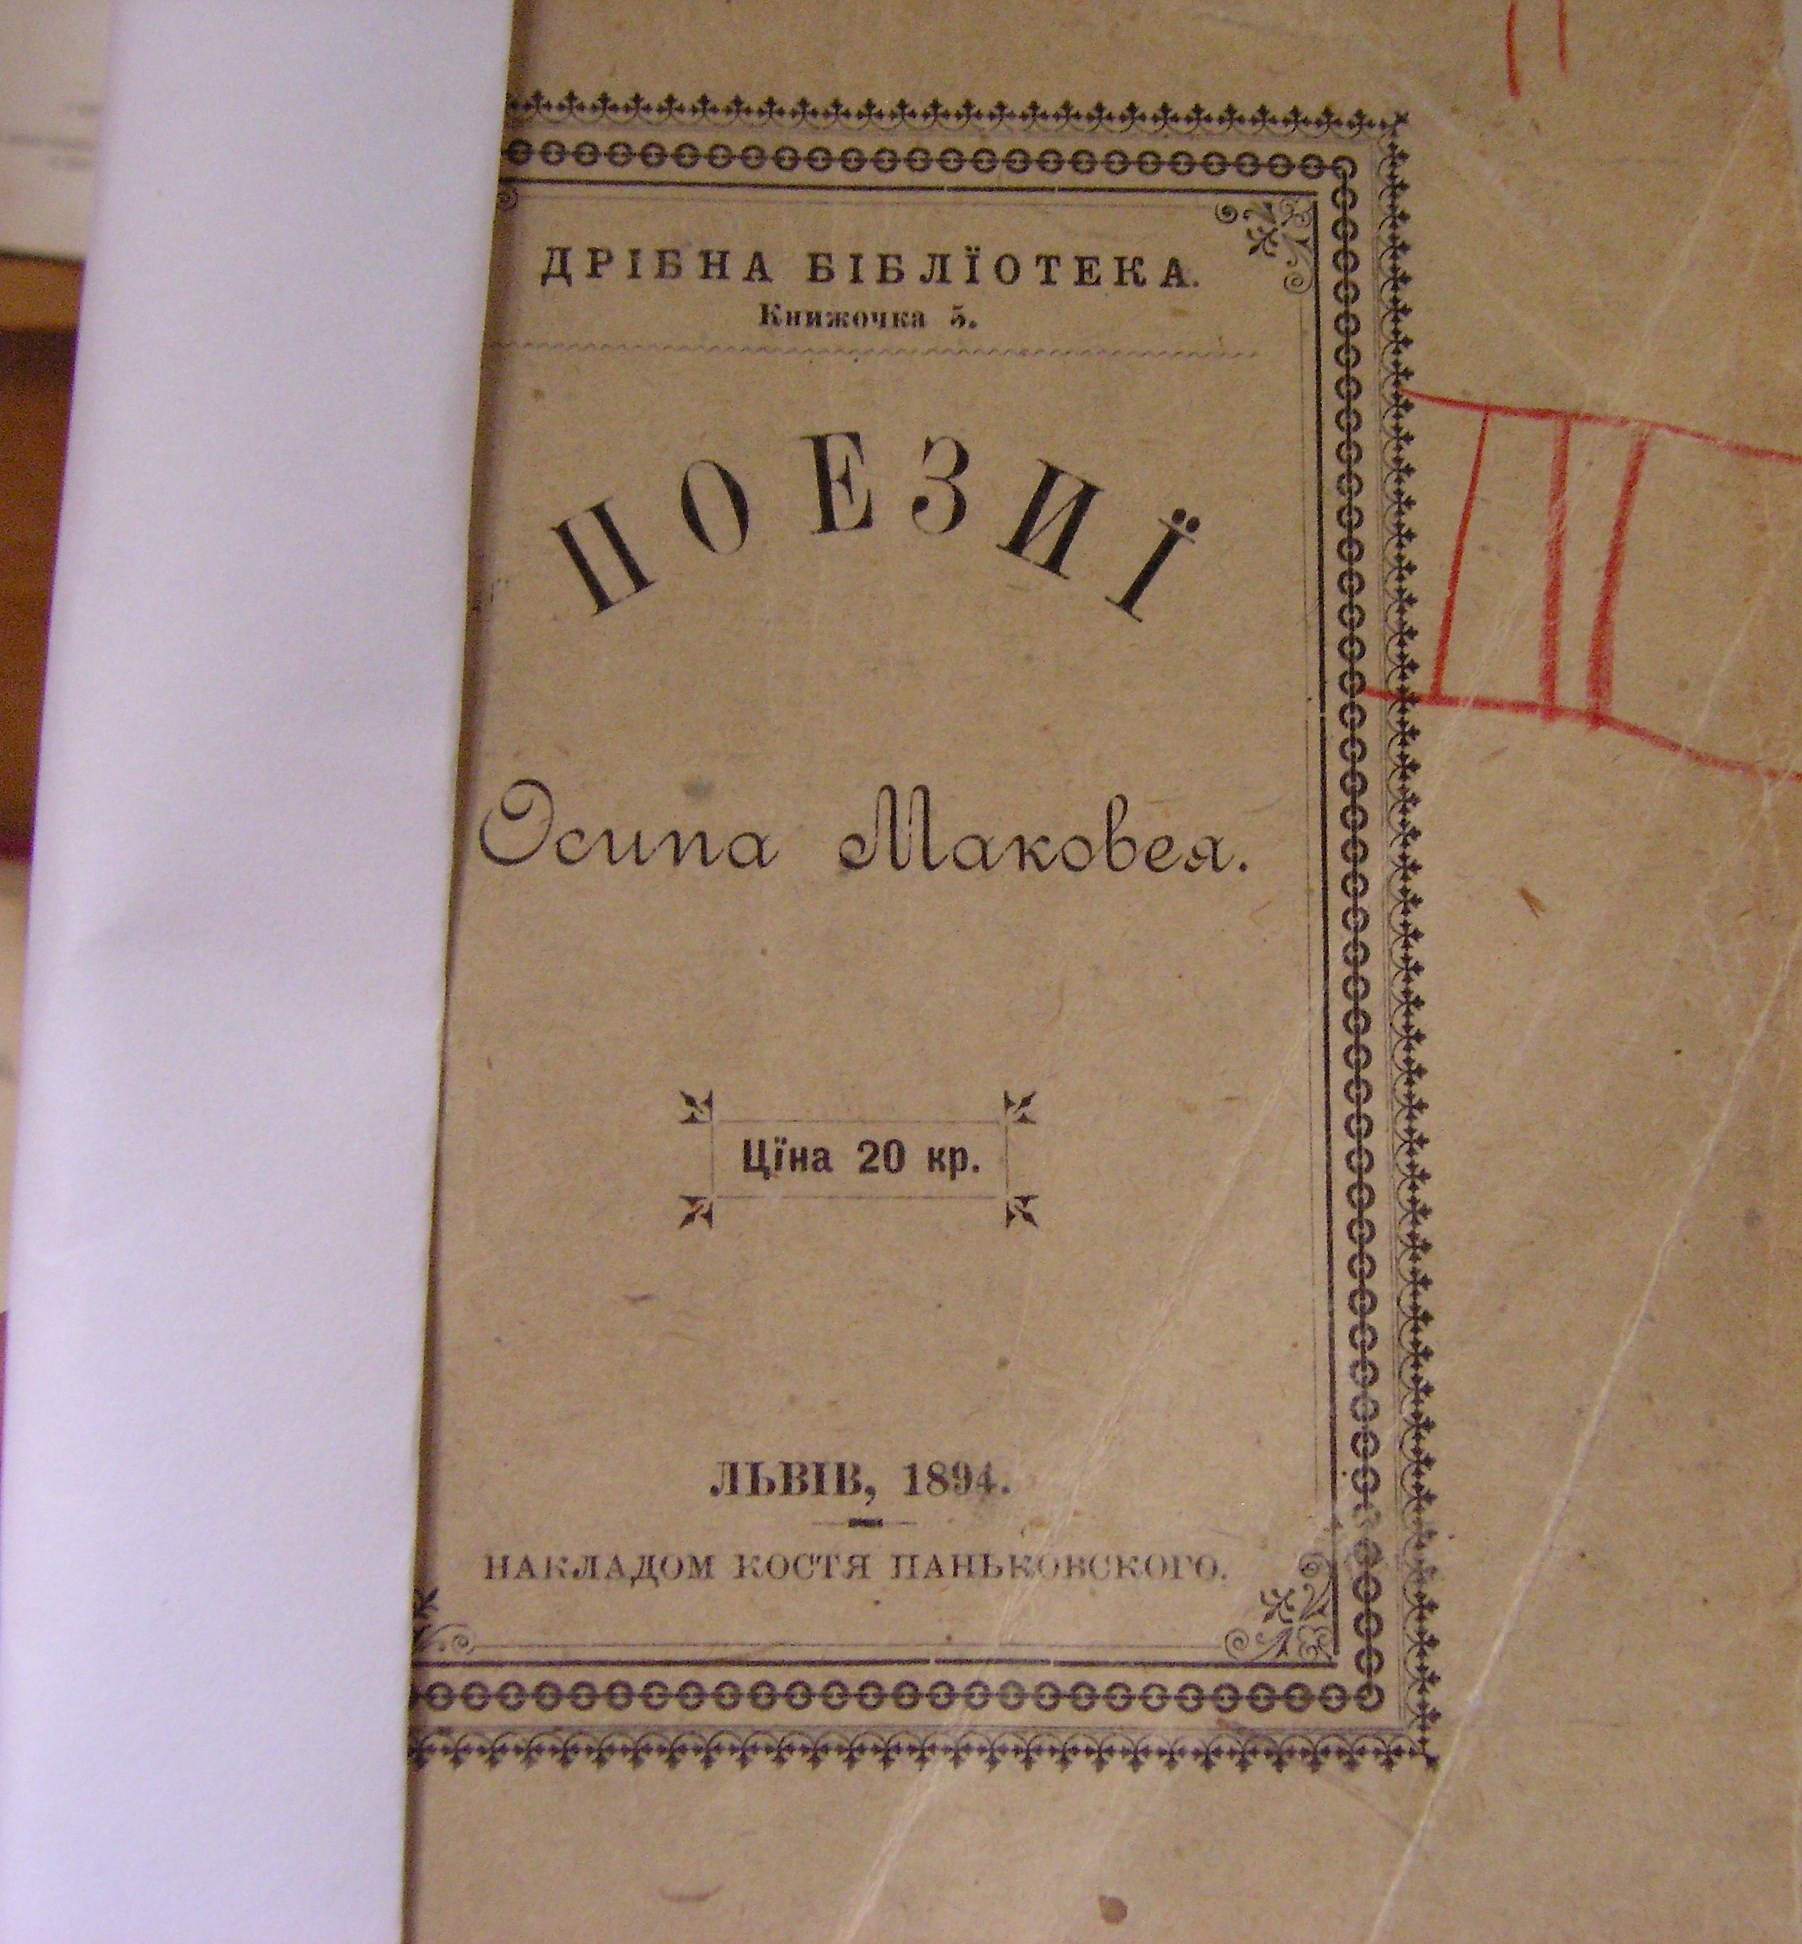 ДРІБНА БІБЛЇОТЕКА.
Книжочка 5.
ПОЕЗИЇ
Осипа Маковея.
Цїна 20 кр.
ЛЬВІВ, 1894.
НАКЛАДОМ КОСТЯ ПАНЬКОВСКОГО.